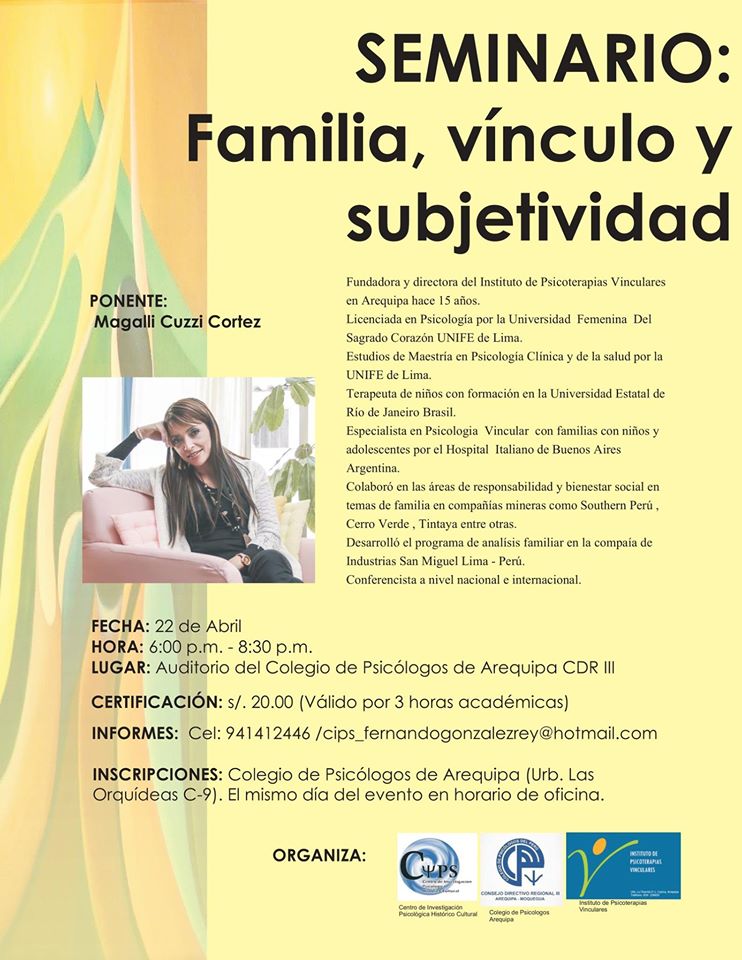 SEMINARIO:
Familia, vínculo y
subjetividad
PONENTE:
Magalli Cuzzi Cortez
Fundadora y directora del Instituto de Psicoterapias Vinculares
en Arequipa hace 15 años.
Licenciada en Psicología por la Universidad Femenina Del
Sagrado Corazón UNIFE de Lima.
Estudios de Maestría en Psicología Clínica y de la salud por la
UNIFE de Lima.
Terapeuta de niños con formación en la Universidad Estatal de
Río de Janeiro Brasil.
Especialista en Psicologia Vincular con familias con niños y
adolescentes por el Hospital Italiano de Buenos Aires
Argentina.
Colaboró en las áreas de responsabilidad y bienestar social en
temas de familia en compañías mineras como Southern Perú ,
Cerro Verde , Tintaya entre otras.
Desarrolló el programa de analísis familiar en la compaía de
Industrias San Miguel Lima - Perú.
Conferencista a nivel nacional e internacional.
FECHA: 22 de Abril
HORA: 6:00 p.m. - 8:30 p.m.
LUGAR: Auditorio del Colegio de Psicólogos de Arequipa CDR III
CERTIFICACIÓN: s/. 20.00 (Válido por 3 horas académicas)
INFORMES: Cel: 941412446 /cips_fernandogonzalezrey@hotmail.com
INSCRIPCIONES: Colegio de Psicólogos de Arequipa (Urb. Las
Orquídeas C-9). El mismo día del evento en horario de oficina.
ORGANIZA:
CΨPS
Centro de Investigación
Psicológica Histórico Cultural
CONSEJO DIRECTIVO REGIONAL III
AREQUIPA - MOQUEGUA
Colegio de Psicologos
Arequipa
INSTITUTO DE
PSICOTERAPIAS
VINCULARES
Instituto de Psicoterapias
Vinculares